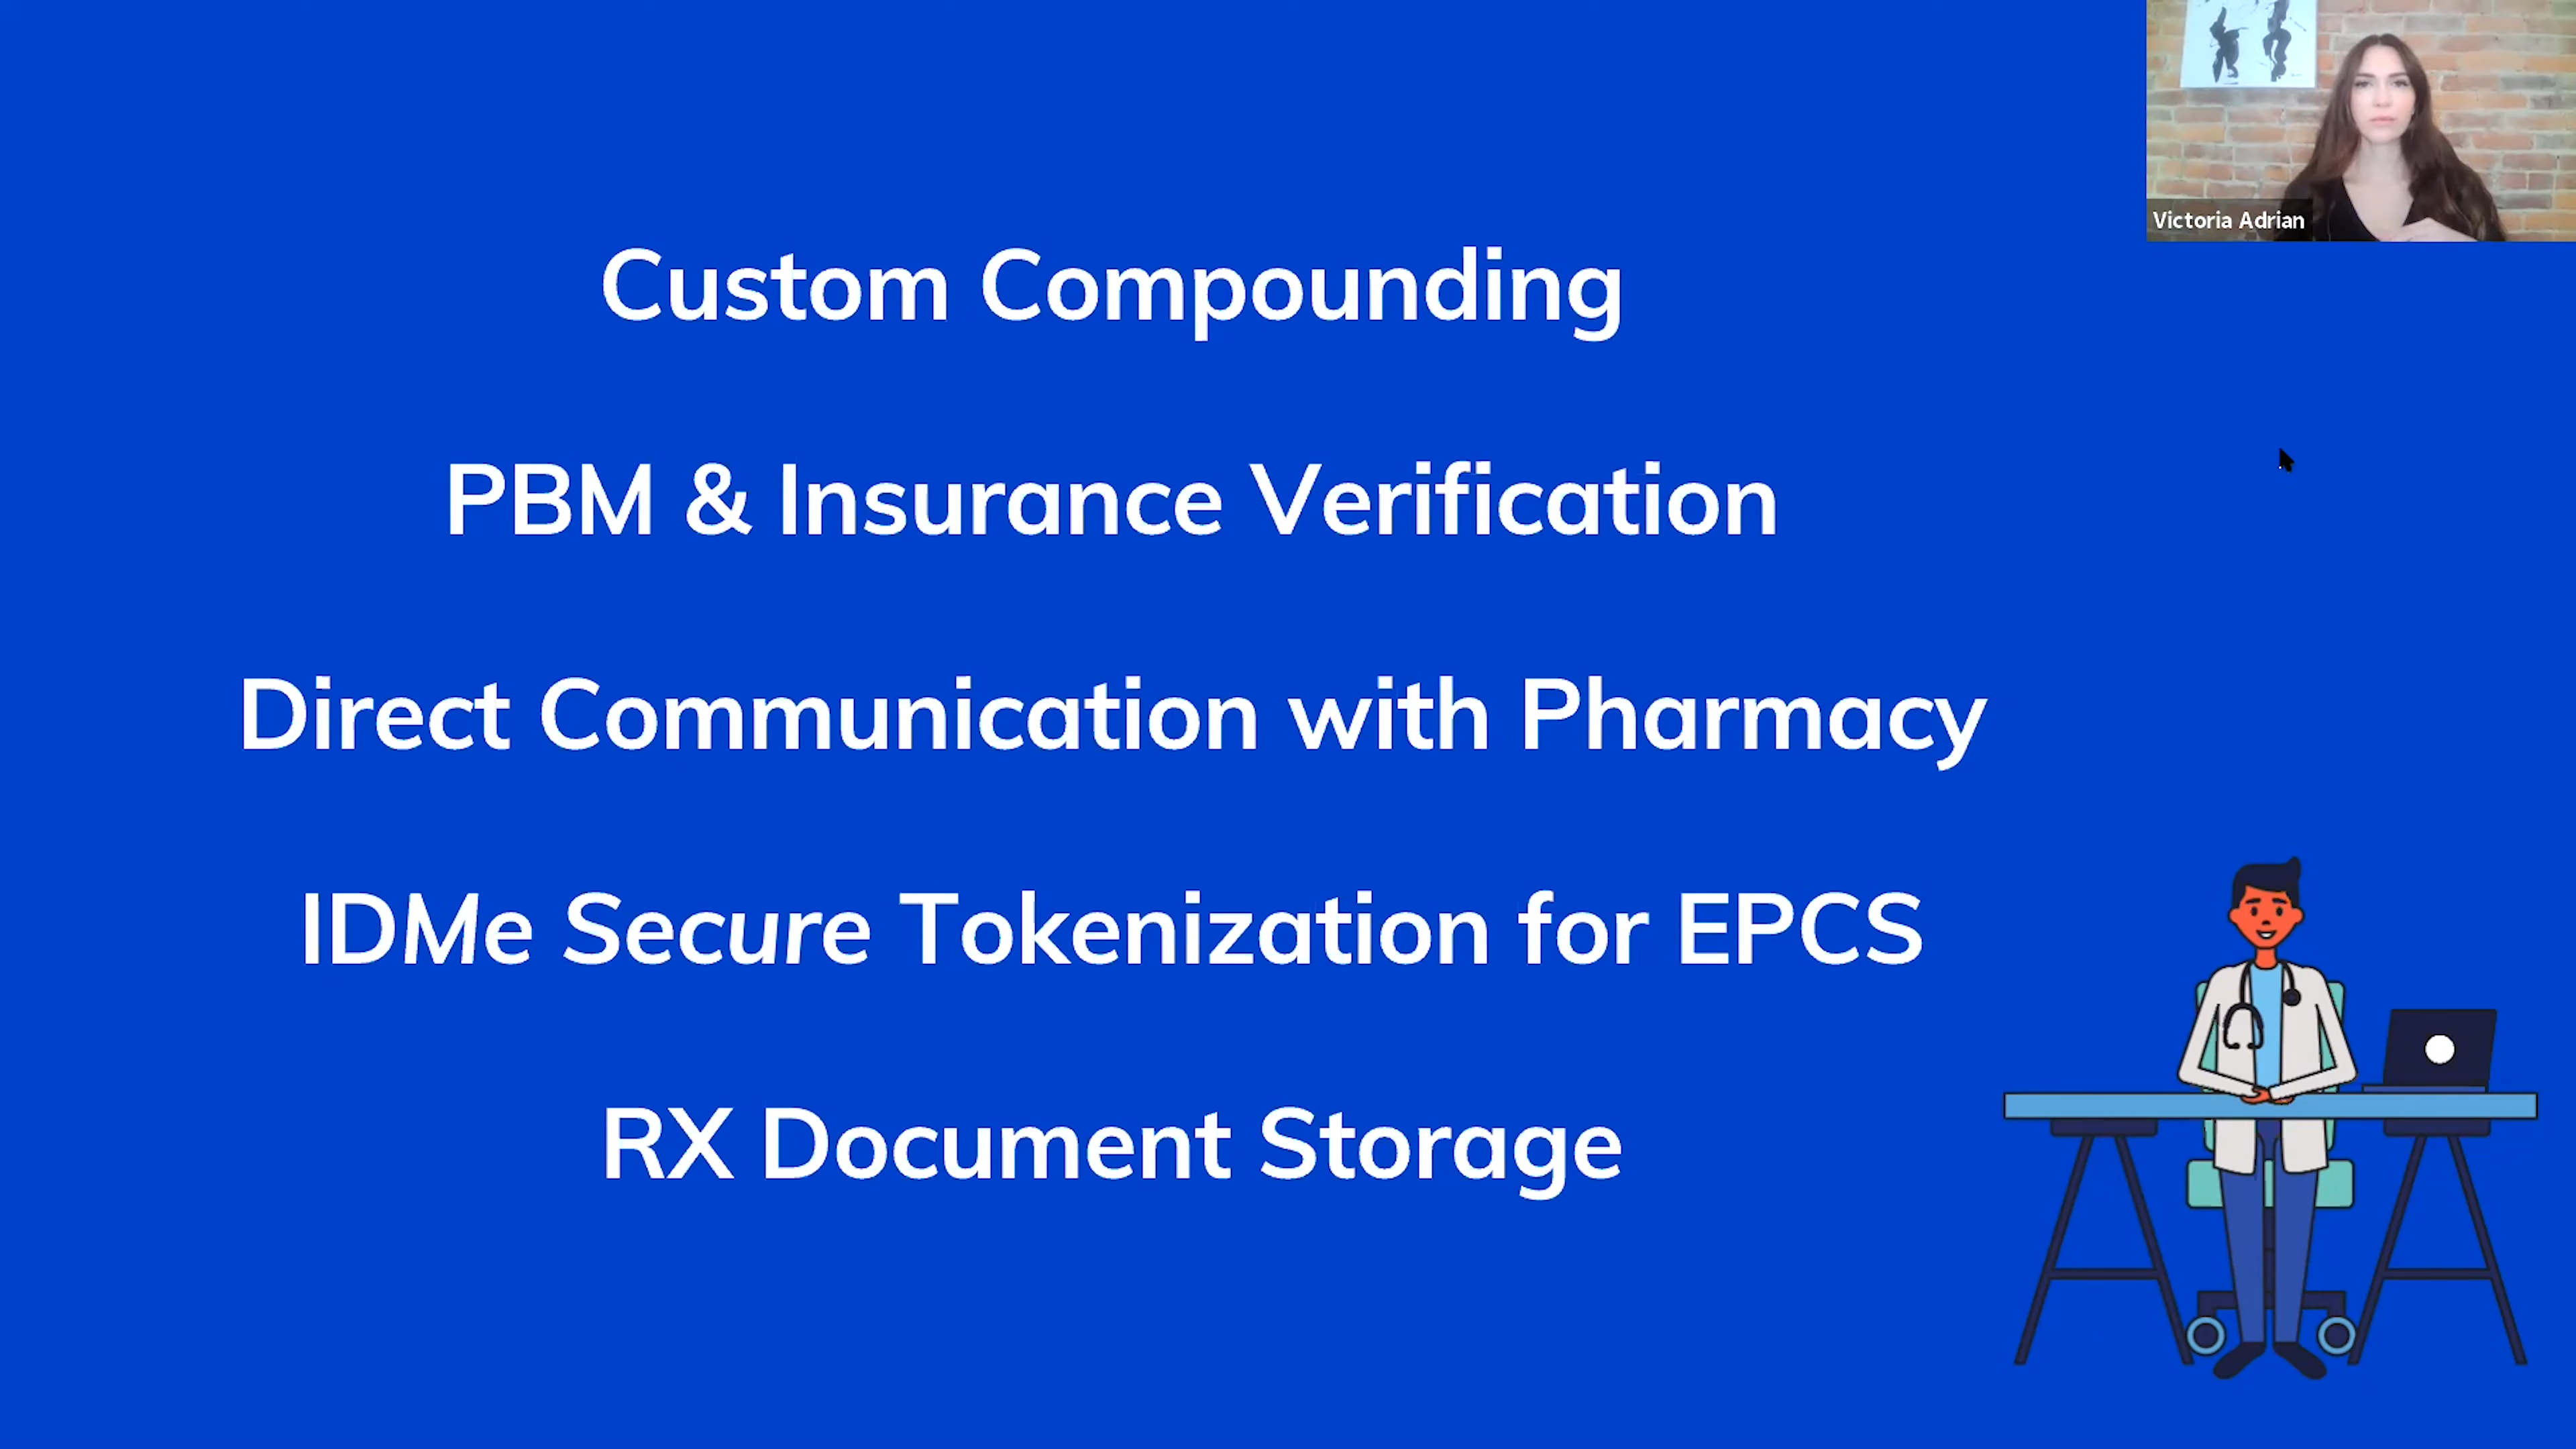 Victoria Adrian
Custom Compounding
PBM & Insurance Verification
Direct Communication with Pharmacy
IDMe Secure Tokenization for EPCS
RX Document Storage